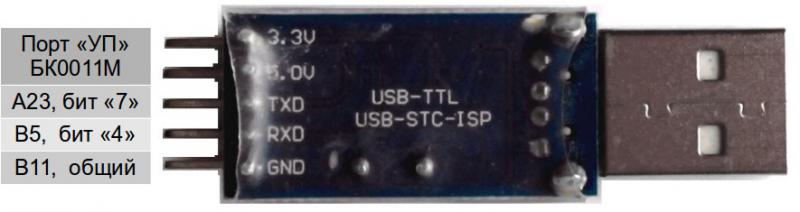 Порт «УП»
БК0011М
А23, бит «7»
В5, бит «4»
В11, общий
3.3V
5.0V
TXD
RXD
GND
USB-TTL
USB-STC-ISP